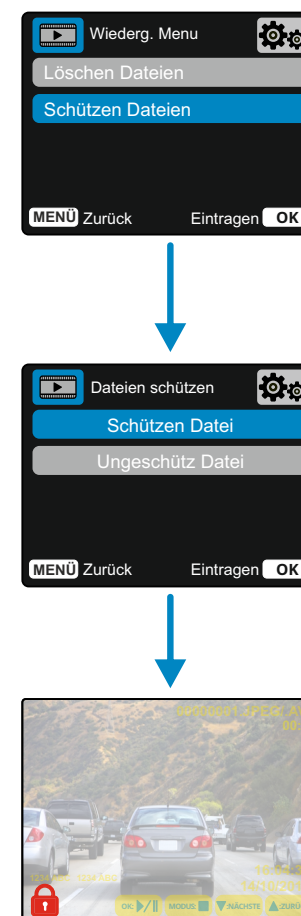 Wiederg. Menu
Löschen Dateien
Schützen Dateien
MENÜ Zurück Eintragen OK
Dateien schützen
Schützen Datei
Ungeschütz Datei
MENÜ Zurück Eintragen OK
OK: MODUS: :NÄCHSTE